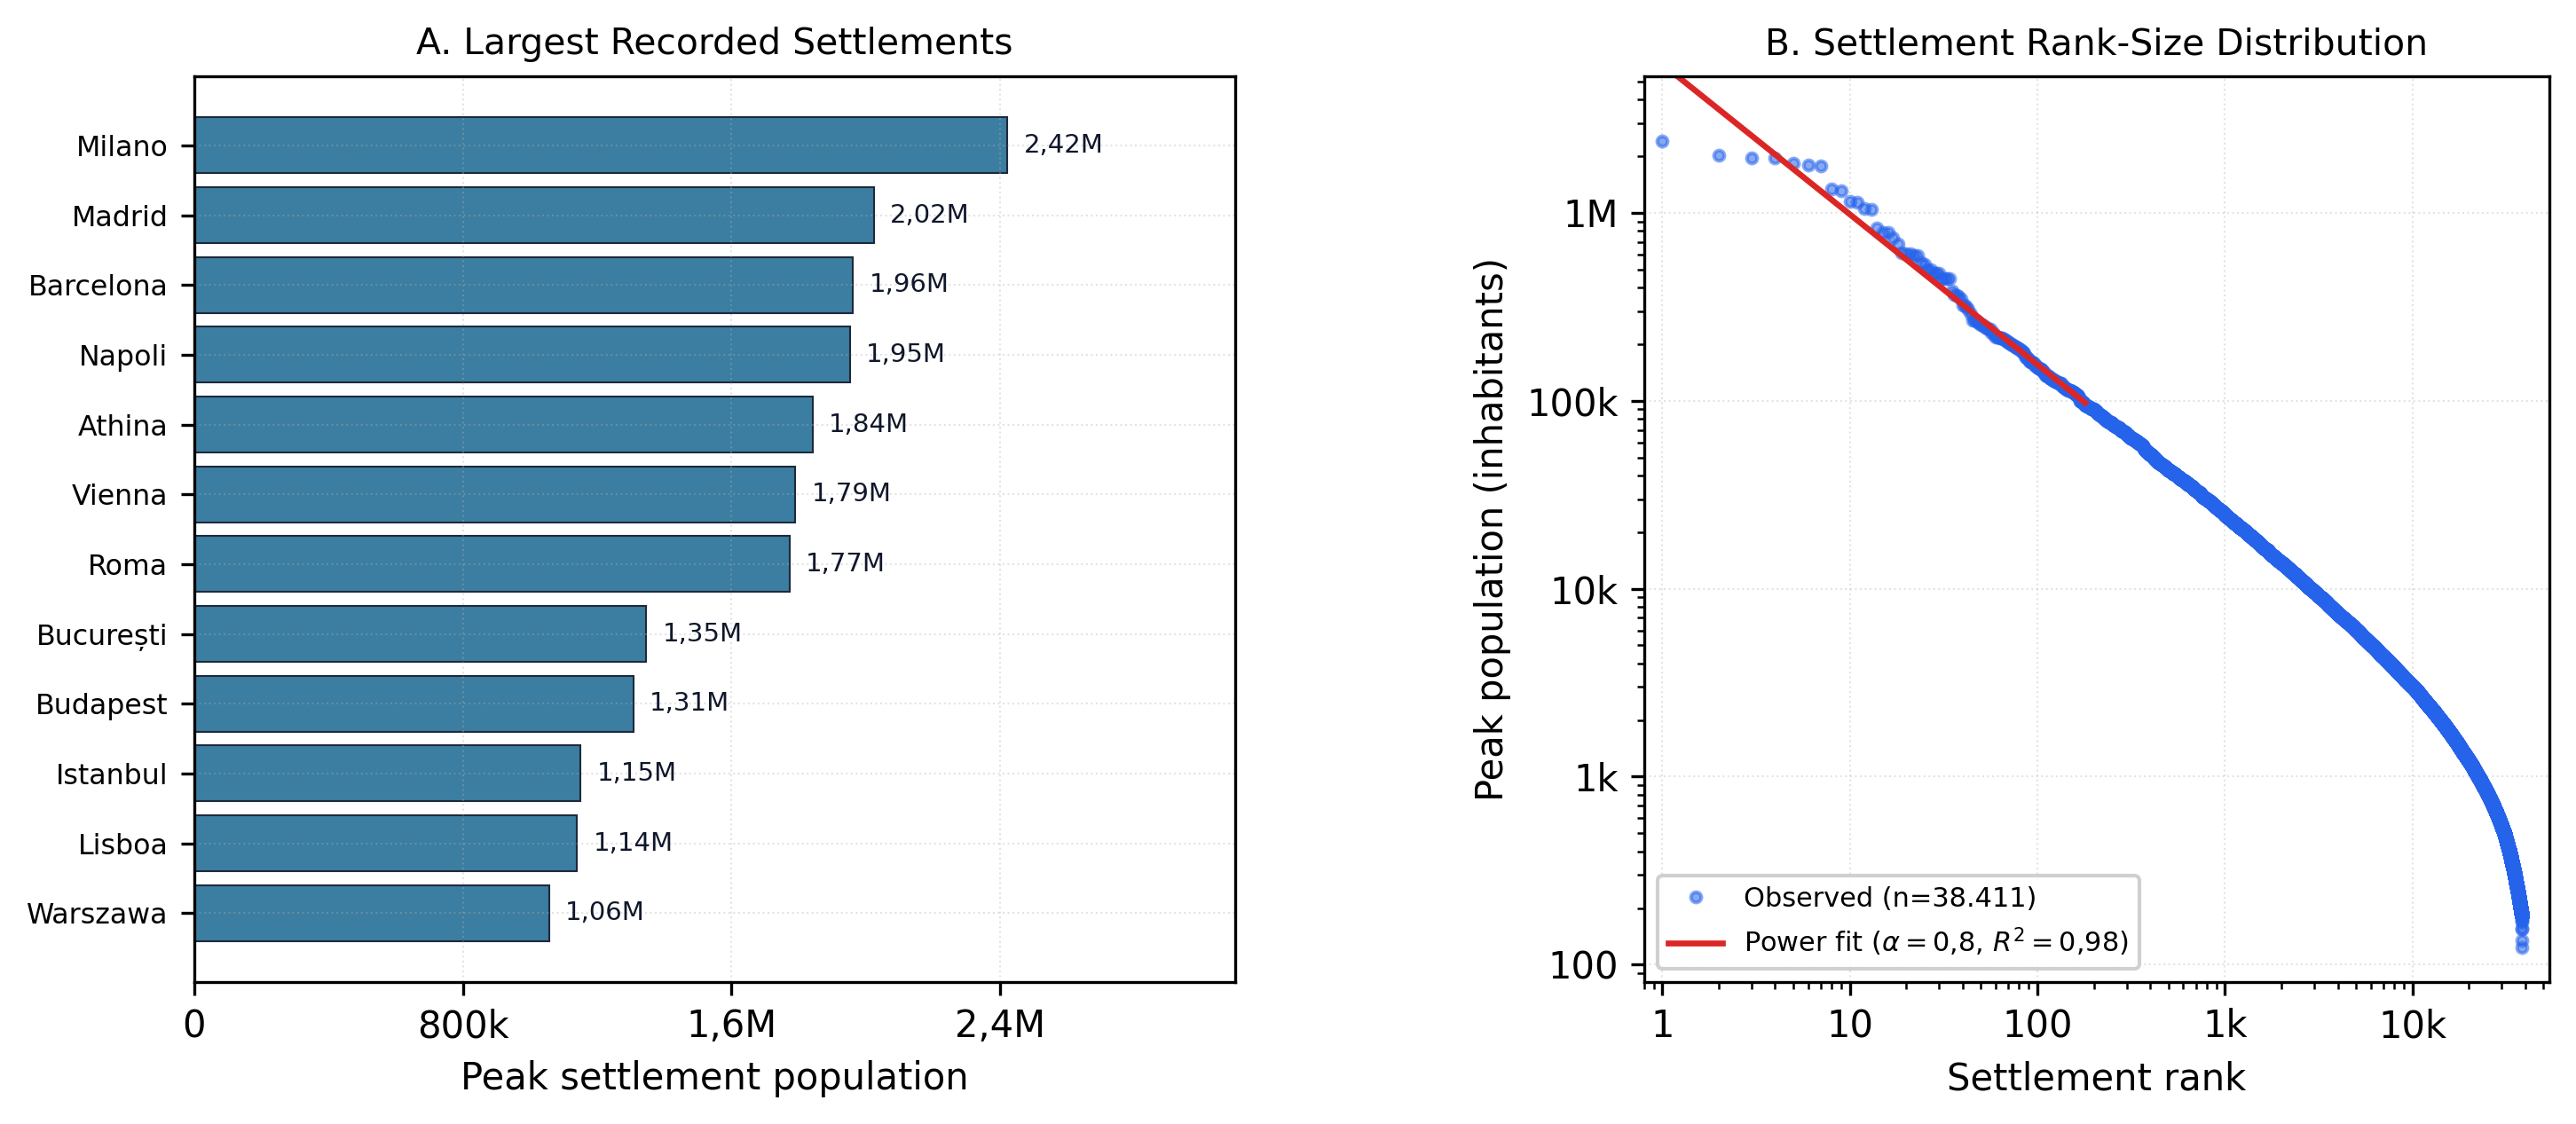 A. Largest Recorded Settlements
Milano
2,42M
Madrid
2,02M
Barcelona
1,96M
Napoli
1,95M
Athina
1,84M
Vienna
1,79M
Roma
1,77M
București
1,35M
Budapest
1,31M
Istanbul
1,15M
Lisboa
1,14M
Warszawa
1,06M
0
800k
1,6M
2,4M
Peak settlement population
B. Settlement Rank-Size Distribution
Peak population (inhabitants)
1M
100k
10k
1k
100
Observed (n=38.411)
Power fit (α = 0,8, R² = 0,98)
1
10
100
1k
10k
Settlement rank